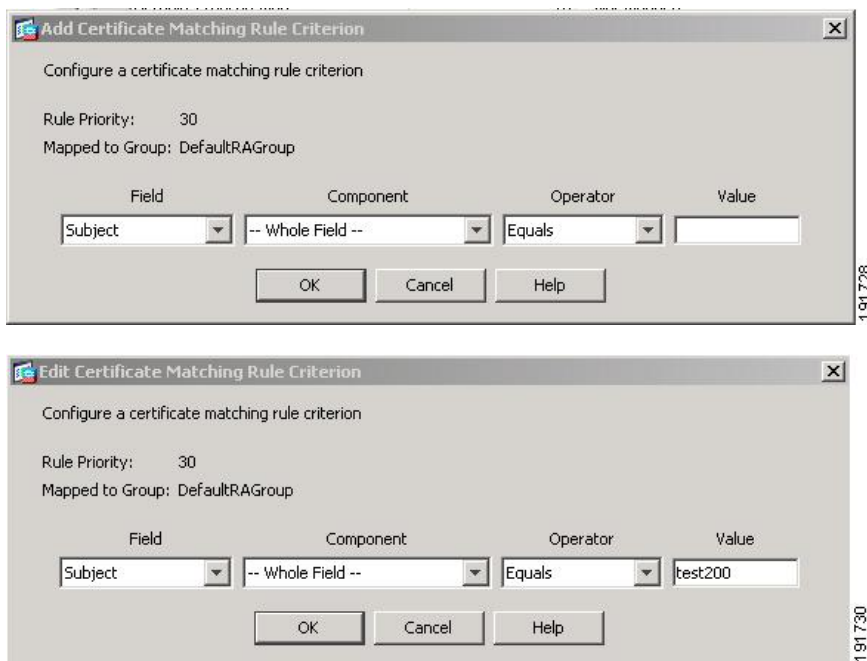 Add Certificate Matching Rule Criterion
Configure a certificate matching rule criterion
Rule Priority: 30
Mapped to Group: DefaultRAGroup
Field Component Operator Value
Subject -- Whole Field -- Equals
OK Cancel Help
191728
Edit Certificate Matching Rule Criterion
Configure a certificate matching rule criterion
Rule Priority: 30
Mapped to Group: DefaultRAGroup
Field Component Operator Value
Subject -- Whole Field -- Equals test200
OK Cancel Help
191730